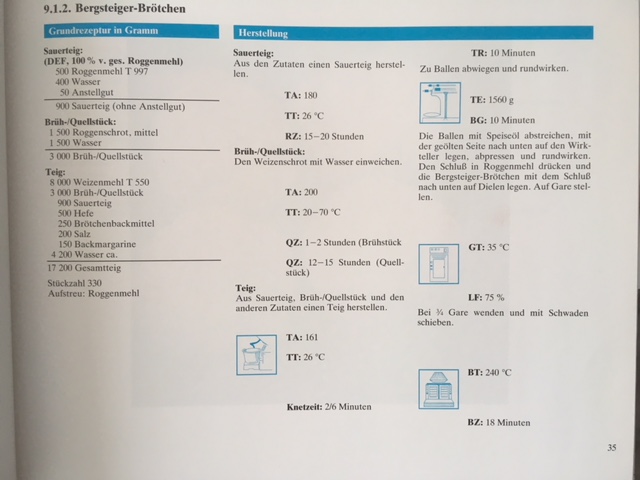 9.1.2. Bergsteiger-Brötchen
Grundrezeptur in Gramm
Sauerteig:
(DEF, 100 % v. ges. Roggenmehl)
500 Roggenmehl T 997
400 Wasser
50 Anstellgut
900 Sauerteig (ohne Anstellgut)
Brüh-/Quellstück:
1 500 Roggenschrot, mittel
1 500 Wasser
3 000 Brüh-/Quellstück
Teig:
8 000 Weizenmehl T 550
3 000 Brüh-/Quellstück
900 Sauerteig
500 Hefe
250 Brötchenbackmittel
200 Salz
150 Backmargarine
4 200 Wasser ca.
17 200 Gesamtteig
Stückzahl 330
Aufstreu: Roggenmehl
Herstellung
Sauerteig:
Aus den Zutaten einen Sauerteig herstel-
len.
TA: 180
TT: 26 °C
RZ: 15–20 Stunden
Brüh-/Quellstück:
Den Weizenschrot mit Wasser einweichen.
TA: 200
TT: 20–70 °C
QZ: 1–2 Stunden (Brühstück
QZ: 12–15 Stunden (Quell-
stück)
Teig:
Aus Sauerteig, Brüh-/Quellstück und den
anderen Zutaten einen Teig herstellen.
TA: 161
TT: 26 °C
Knetzeit: 2/6 Minuten
TR: 10 Minuten
Zu Ballen abwiegen und rundwirken.
TE: 1560 g
BG: 10 Minuten
Die Ballen mit Speiseöl abstreichen, mit
der geölten Seite nach unten auf den Wirk-
teller legen, abpressen und rundwirken.
Den Schluß in Roggenmehl drücken und
die Bergsteiger-Brötchen mit dem Schluß
nach unten auf Dielen legen. Auf Gare stel-
len.
GT: 35 °C
LF: 75 %
Bei ¾ Gare wenden und mit Schwaden
schieben.
BT: 240 °C
BZ: 18 Minuten
35